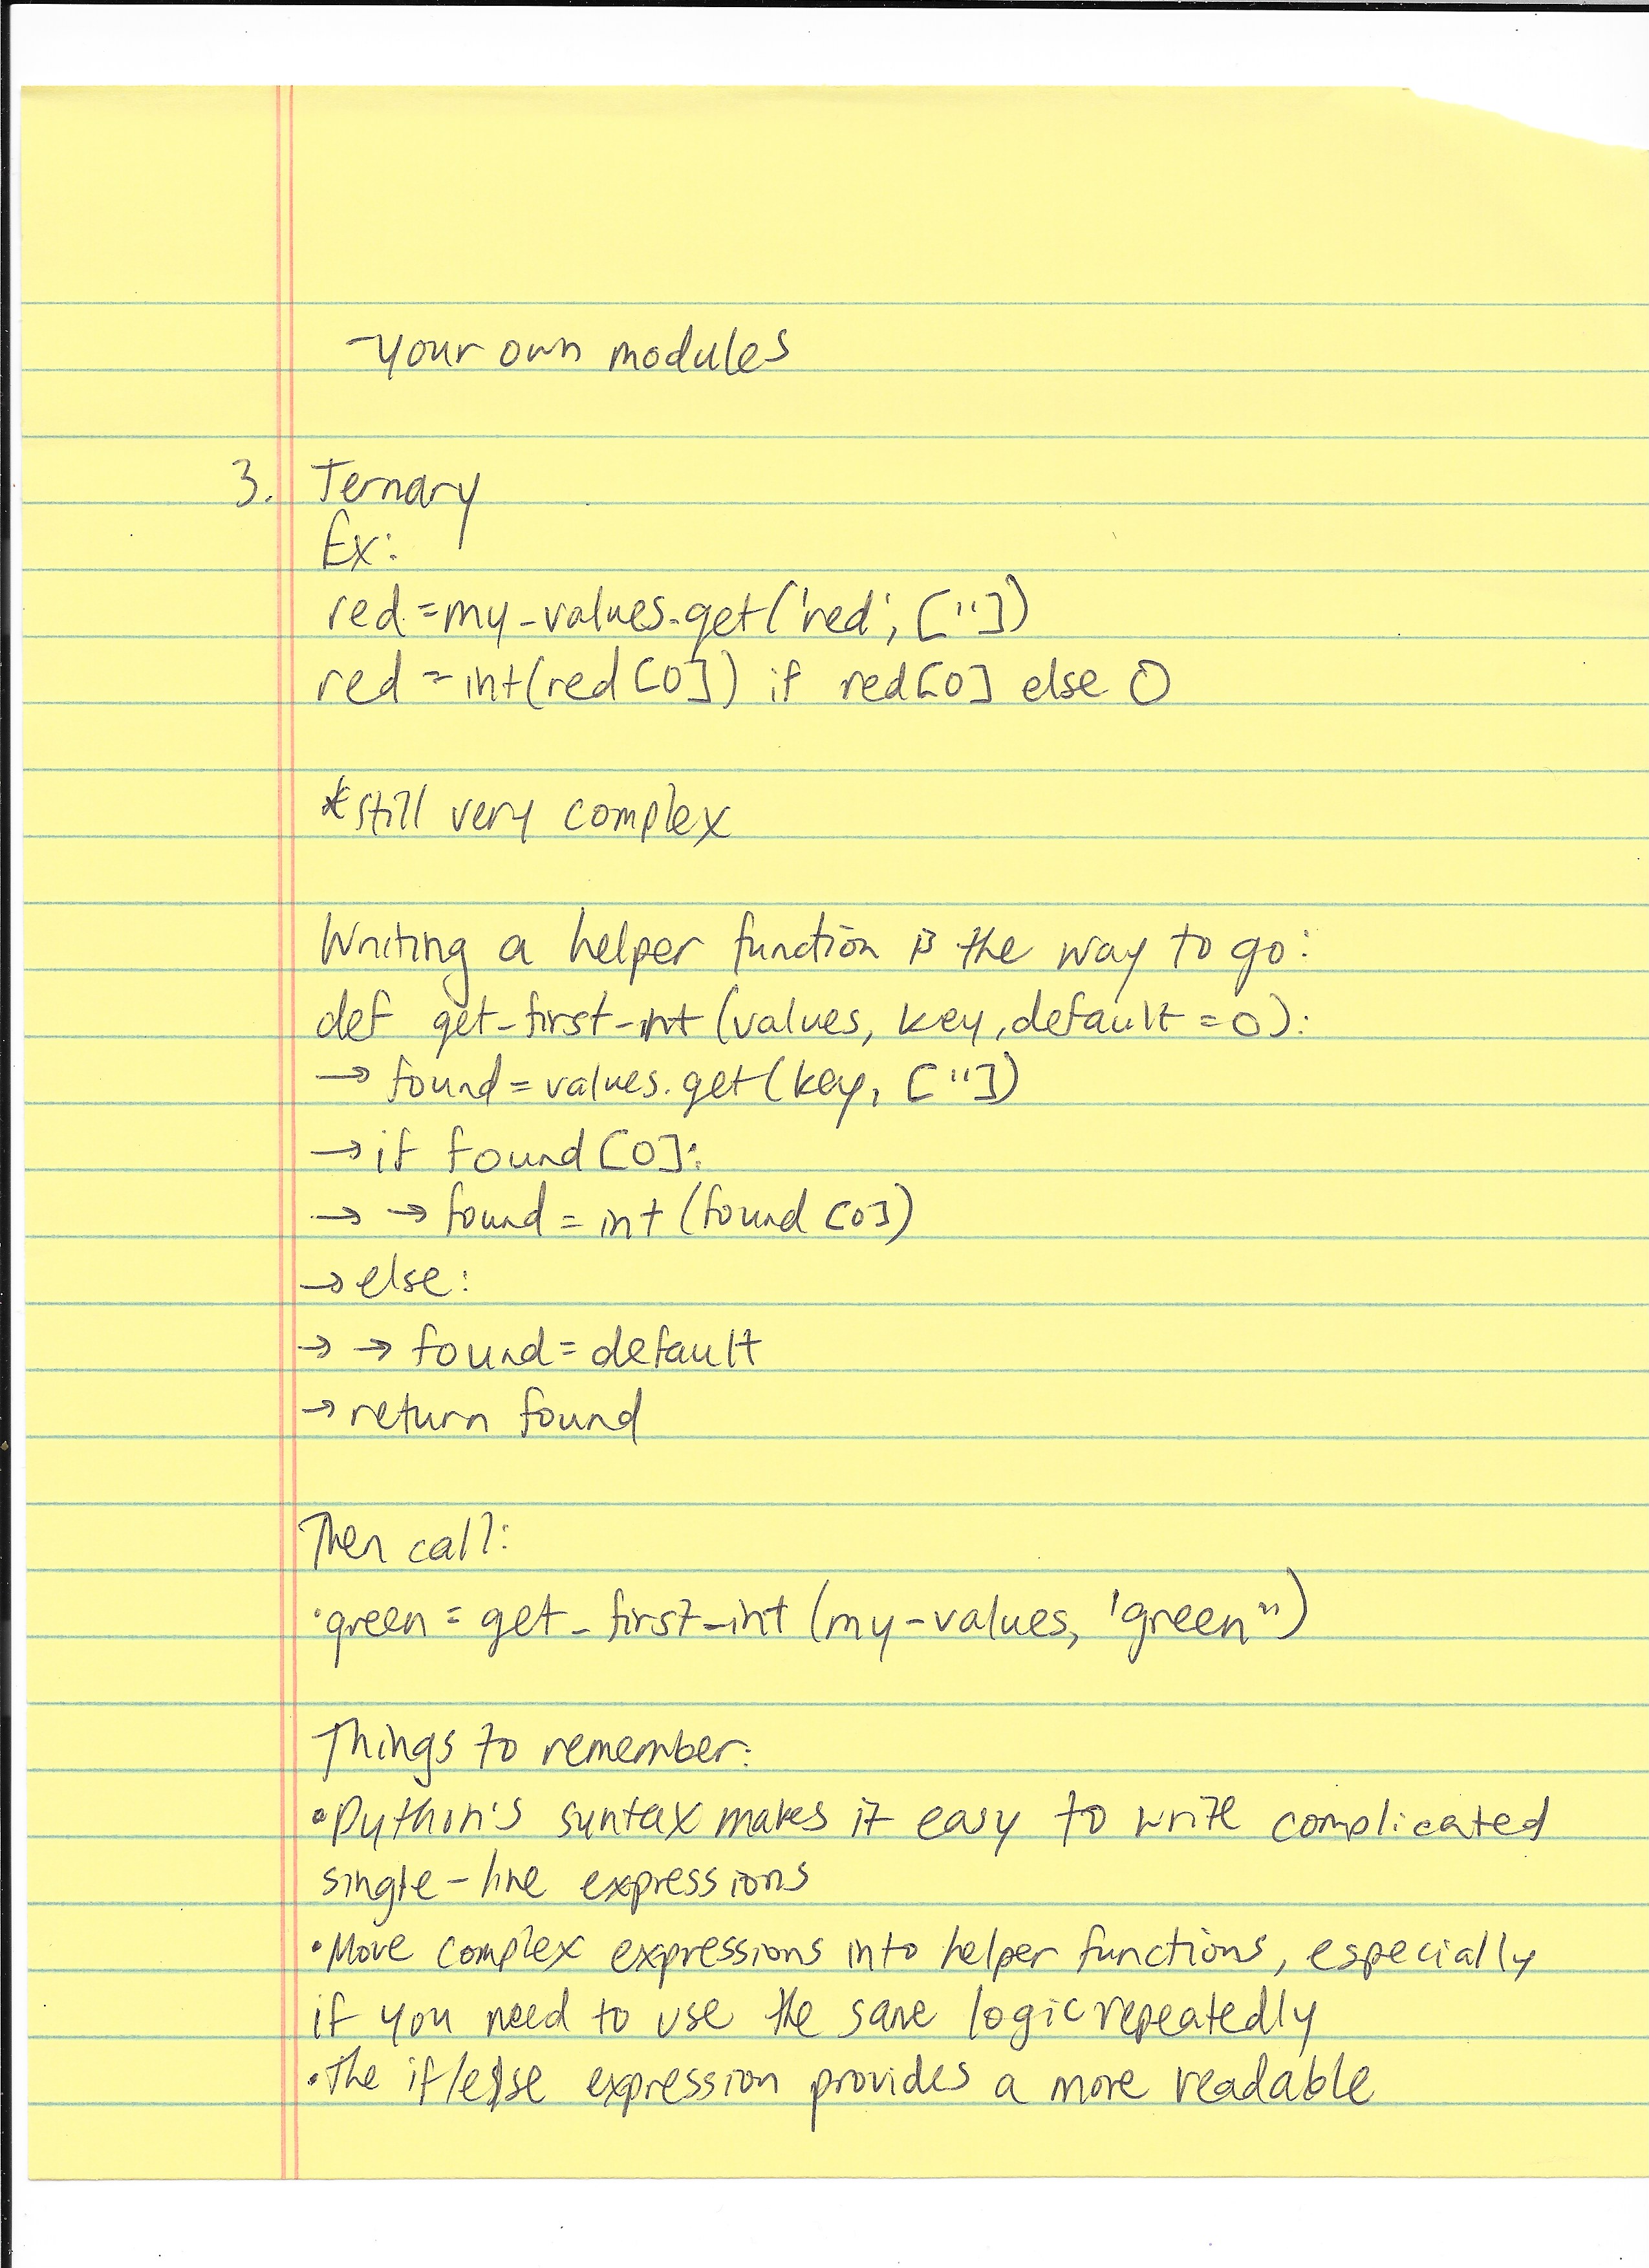 -your own modules
3. Ternary
Ex:
red=my-values.get('red', [''])
red=int(red[0]) if red[0] else 0
*still very complex
Writing a helper function is the way to go:
def get-first-int(values, key, default=0):
→ found=values.get(key, [''])
→ if found[0]:
→ → found=int(found[0])
→ else:
→ → found=default
→ return found
Then call:
•green=get_first-int(my-values, 'green")
Things to remember:
•Python's syntax makes it easy to write complicated
single-line expressions
•Move complex expressions into helper functions, especially
if you need to use the same logic repeatedly
•The if/else expression provides a more readable